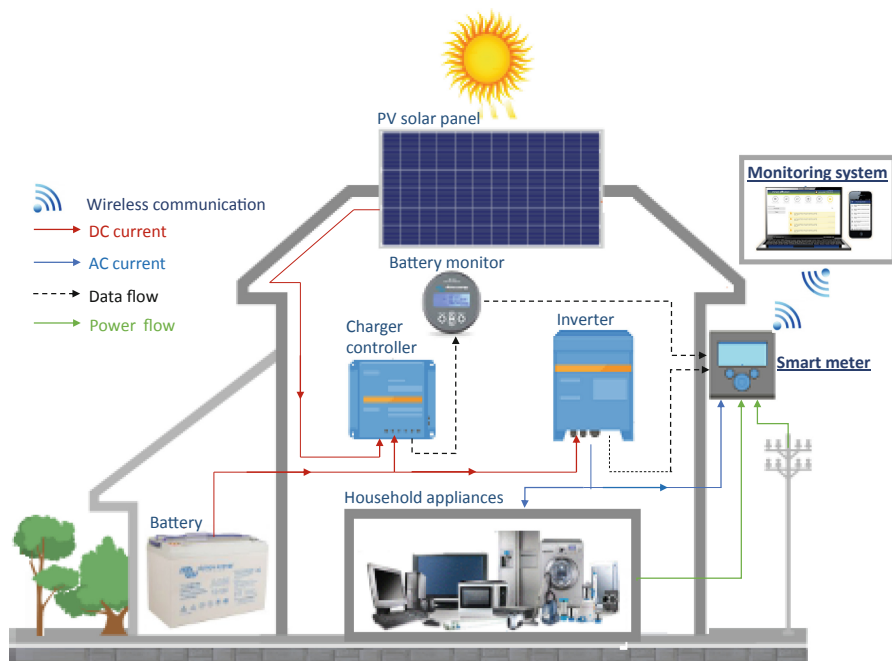 PV solar panel
Monitoring system
Wireless communication
DC current
AC current
Data flow
Power flow
Battery monitor
Charger
controller
Inverter
Smart meter
Household appliances
Battery